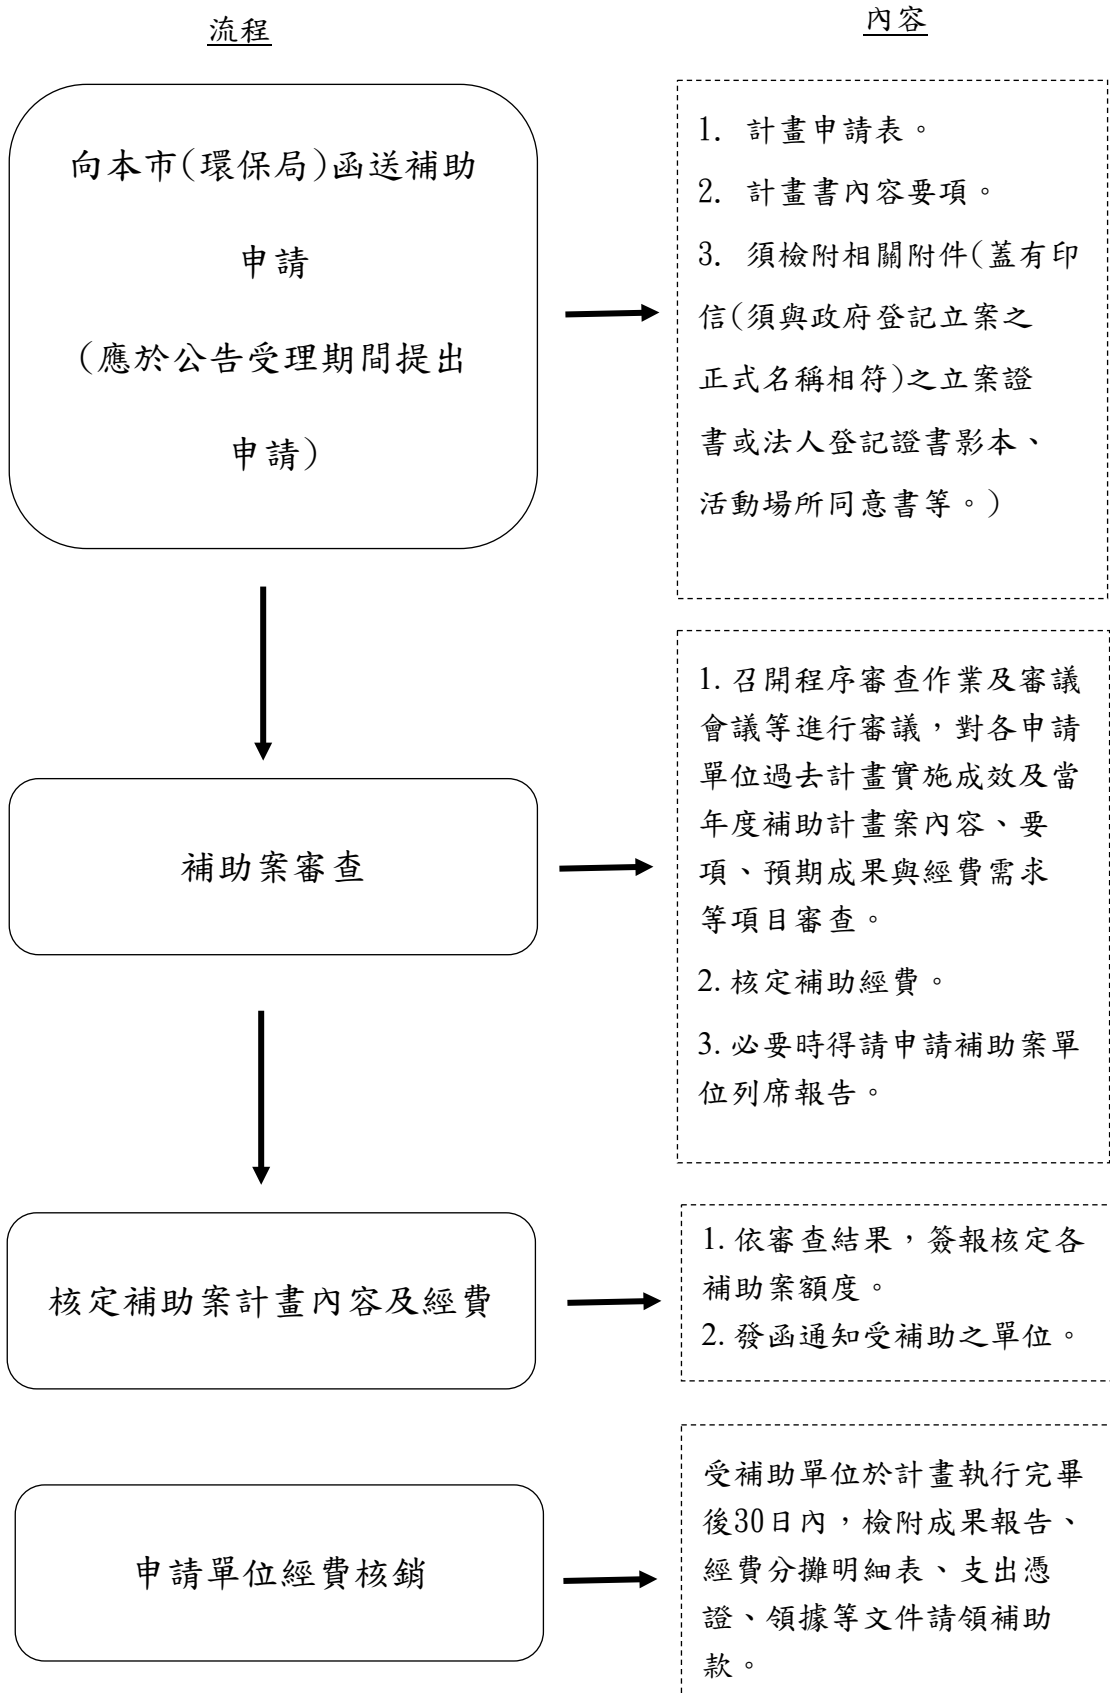 流程
內容
向本市(環保局)函送補助
申請
(應於公告受理期間提出
申請)
1. 計畫申請表。
2. 計畫書內容要項。
3. 須檢附相關附件(蓋有印
信(須與政府登記立案之
正式名稱相符)之立案證
書或法人登記證書影本、
活動場所同意書等。)
補助案審查
1.召開程序審查作業及審議
會議等進行審議，對各申請
單位過去計畫實施成效及當
年度補助計畫案內容、要
項、預期成果與經費需求
等項目審查。
2.核定補助經費。
3.必要時得請申請補助案單
位列席報告。
核定補助案計畫內容及經費
1.依審查結果，簽報核定各
補助案額度。
2.發函通知受補助之單位。
申請單位經費核銷
受補助單位於計畫執行完畢
後30日內，檢附成果報告、
經費分攤明細表、支出憑
證、領據等文件請領補助
款。